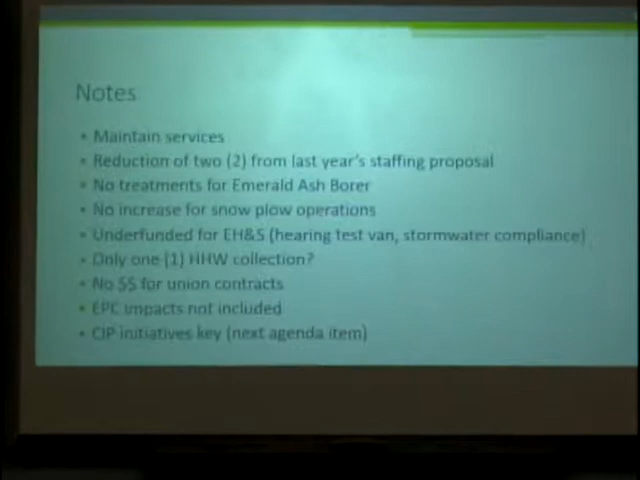 Notes
• Maintain services
• Reduction of two (2) from last year's staffing proposal
• No treatments for Emerald Ash Borer
• No increase for snow plow operations
• Underfunded for EH&S (hearing test van, stormwater compliance)
• Only one (1) HHW collection?
• No $$ for union contracts
• EPC impacts not included
• CIP initiatives key (next agenda item)